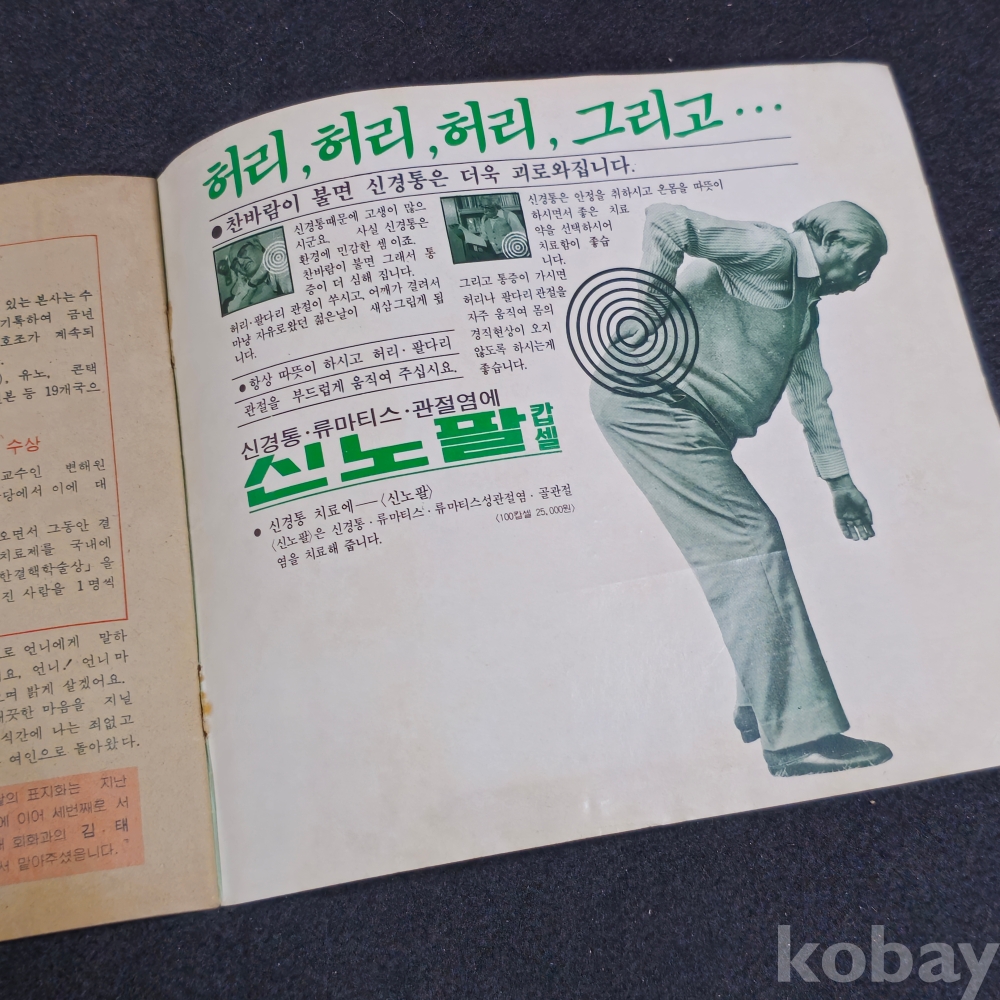 있는 본사는 수
기록하여 금년
호조가 계속되
유노, 콘택
본 등 19개국으
수상
교수인 변해원
당에서 이에 대
오면서 그동안 결
치료제를 국내에
한결핵학술상」을
진 사람을 1명씩
로 언니에게 말하
요, 언니! 언니마
며 밝게 살겠어요.
깨끗한 마음을 지닐
식간에 나는 죄없고
여인으로 돌아왔다.
의 표지화는 지난
에 이어 세번째로 서
회화과의 김·태
서 맡아주셨읍니다.
허리,허리,허리, 그리고…
●찬바람이 불면 신경통은 더욱 괴로와집니다.
신경통때문에 고생이 많으
시군요. 사실 신경통은
환경에 민감한 셈이죠.
찬바람이 불면 그래서 통
증이 더 심해 집니다.
허리·팔다리 관절이 쑤시고, 어깨가 결려서
마냥 자유로왔던 젊은날이 새삼그립게 됩
니다.
●항상 따뜻이 하시고 허리·팔다리
관절을 부드럽게 움직여 주십시요.
신경통은 안정을 취하시고 온몸을 따뜻이
하시면서 좋은 치료
약을 선택하시어
치료함이 좋습
니다.
그리고 통증이 가시면
허리나 팔다리관절을
자주 움직여 몸의
경직현상이 오지
않도록 하시는게
좋습니다.
신경통·류마티스·관절염에
신노팔 캅셀
● 신경통 치료에—〈신노팔〉
〈신노팔〉은 신경통·류마티스·류마티스성관절염·골관절
염을 치료해 줍니다.
(100캅셀 25,000원)
kobay